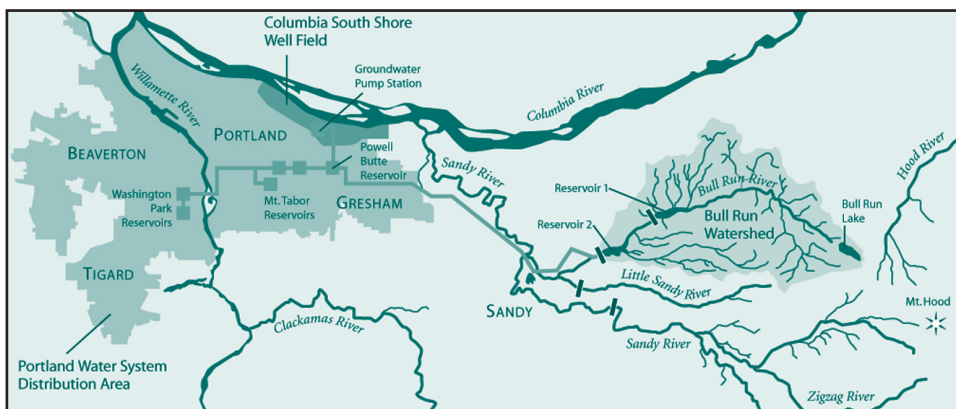 Columbia South Shore
Well Field
Groundwater
Pump Station
Willamette River
Columbia River
PORTLAND
BEAVERTON
Powell
Butte
Reservoir
Sandy River
Hood River
Washington
Park
Reservoirs
Mt. Tabor
Reservoirs
GRESHAM
Reservoir 1
Bull Run River
Reservoir 2
Bull Run
Watershed
Bull Run
Lake
TIGARD
Little Sandy River
SANDY
Mt. Hood
Clackamas River
Sandy River
Portland Water System
Distribution Area
Zigzag River